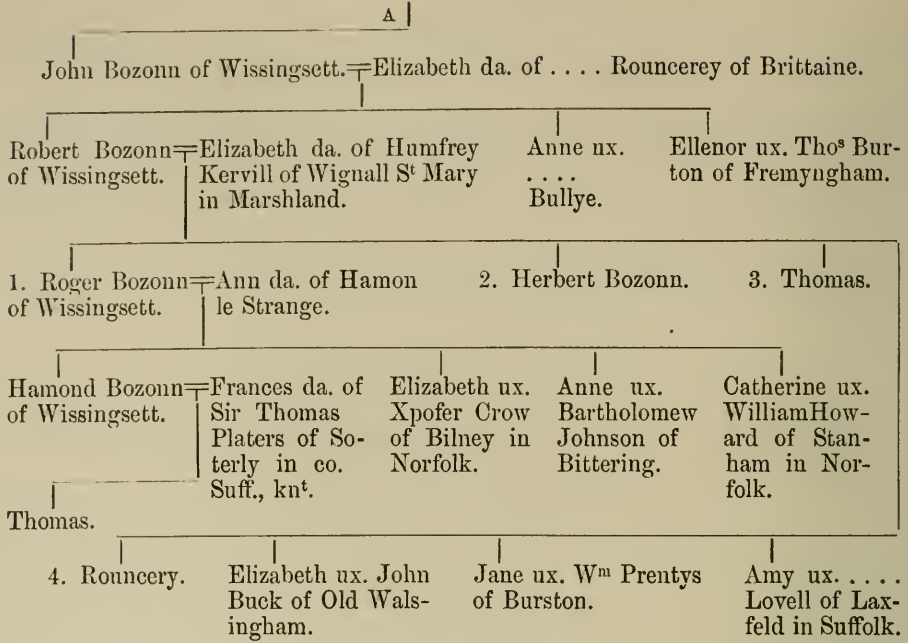 A
John Bozonn of Wissingsett.=Elizabeth da. of . . . . Rouncerey of Brittaine.
Robert Bozonn=Elizabeth da. of Humfrey Anne ux. Ellenor ux. Thoˢ Bur-
of Wissingsett. Kervill of Wignall Sᵗ Mary . . . . ton of Fremyngham.
in Marshland. Bullye.
1. Roger Bozonn=Ann da. of Hamon 2. Herbert Bozonn. 3. Thomas.
of Wissingsett. le Strange.
Hamond Bozonn=Frances da. of Elizabeth ux. Anne ux. Catherine ux.
of Wissingsett. Sir Thomas Xpofer Crow Bartholomew WilliamHow-
Platers of So- of Bilney in Johnson of ard of Stan-
terly in co. Norfolk. Bittering. ham in Nor-
Suff., knᵗ. folk.
Thomas.
4. Rouncery. Elizabeth ux. John Jane ux. Wᵐ Prentys Amy ux. . . . .
Buck of Old Wals- of Burston. Lovell of Lax-
ingham. feld in Suffolk.